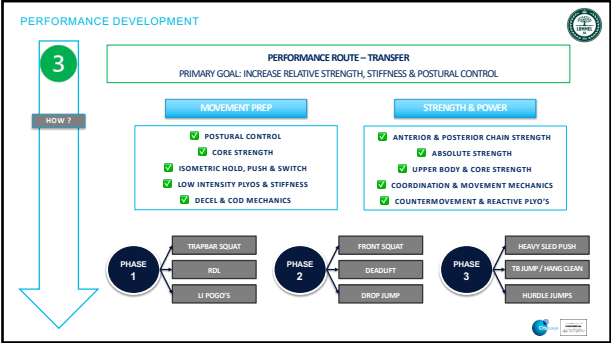 PERFORMANCE DEVELOPMENT
LOMMEL
3
PERFORMANCE ROUTE – TRANSFER
PRIMARY GOAL: INCREASE RELATIVE STRENGTH, STIFFNESS & POSTURAL CONTROL
HOW ?
MOVEMENT PREP
POSTURAL CONTROL
CORE STRENGTH
ISOMETRIC HOLD, PUSH & SWITCH
LOW INTENSITY PLYOS & STIFFNESS
DECEL & COD MECHANICS
STRENGTH & POWER
ANTERIOR & POSTERIOR CHAIN STRENGTH
ABSOLUTE STRENGTH
UPPER BODY & CORE STRENGTH
COORDINATION & MOVEMENT MECHANICS
COUNTERMOVEMENT & REACTIVE PLYO'S
PHASE
1
TRAPBAR SQUAT
RDL
LI POGO'S
PHASE
2
FRONT SQUAT
DEADLIFT
DROP JUMP
PHASE
3
HEAVY SLED PUSH
TB JUMP / HANG CLEAN
HURDLE JUMPS